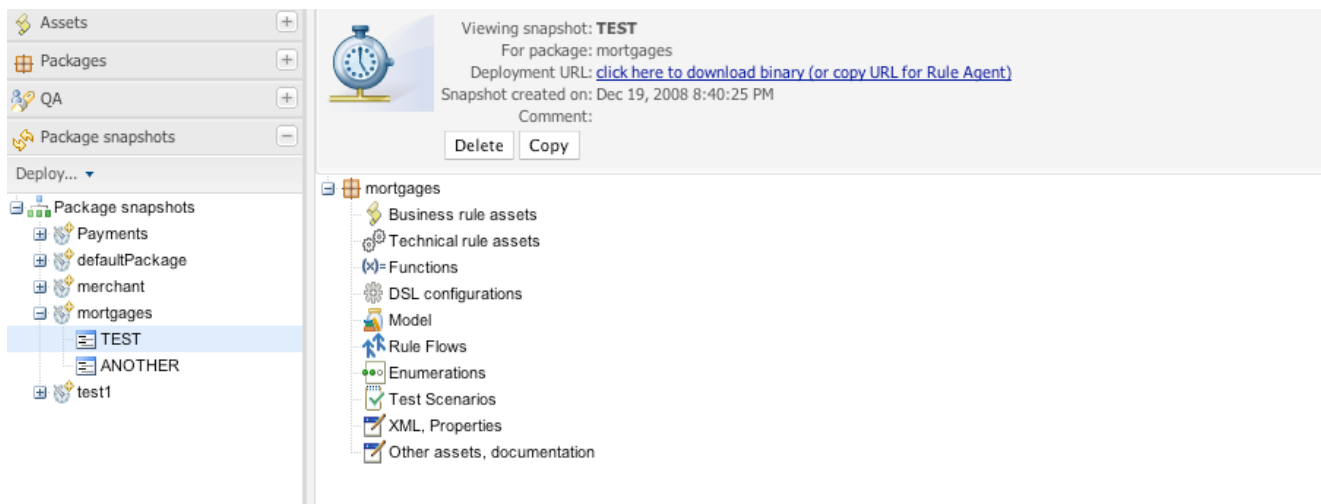 Assets
Packages
QA
Package snapshots
Deploy...
Package snapshots
Payments
defaultPackage
merchant
mortgages
TEST
ANOTHER
test1
Viewing snapshot: TEST
For package: mortgages
Deployment URL: click here to download binary (or copy URL for Rule Agent)
Snapshot created on: Dec 19, 2008 8:40:25 PM
Comment:
Delete Copy
mortgages
Business rule assets
Technical rule assets
(x)= Functions
DSL configurations
Model
Rule Flows
Enumerations
Test Scenarios
XML, Properties
Other assets, documentation